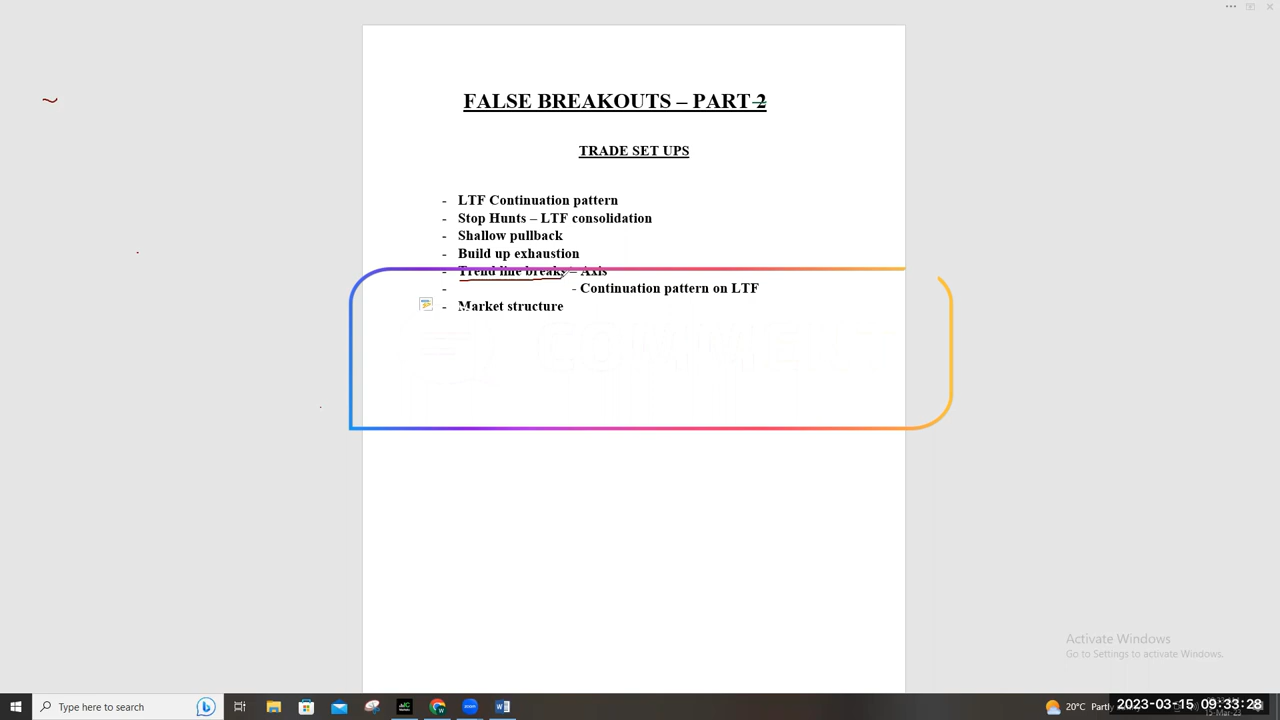 FALSE BREAKOUTS – PART 2
TRADE SET UPS
- LTF Continuation pattern
- Stop Hunts – LTF consolidation
- Shallow pullback
- Build up exhaustion
- Trend line breaks – Axis
- - Continuation pattern on LTF
- Market structure
Activate Windows
Go to Settings to activate Windows.
Type here to search
20°C Partly
2023-03-15 09:33:28